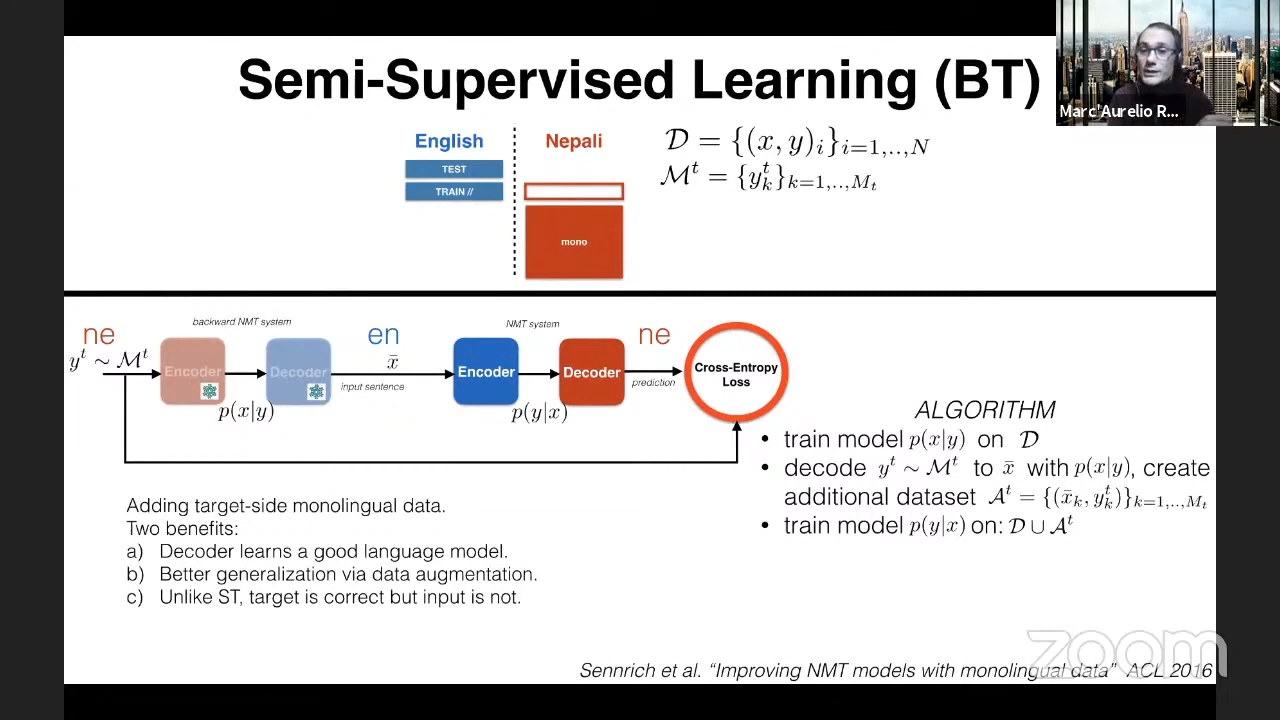 Semi-Supervised Learning (BT)
Marc'Aurelio R...
English
Nepali
TEST
TRAIN //
mono
𝒟 = {(x, y)ᵢ}ᵢ₌₁,..,N
ℳᵗ = {yₖᵗ}ₖ₌₁,..,Mₜ
backward NMT system
NMT system
ne
en
ne
yᵗ ~ ℳᵗ
x̄
Encoder
Decoder
input sentence
Encoder
Decoder
prediction
Cross-Entropy
Loss
p(x|y)
p(y|x)
ALGORITHM
• train model p(x|y) on 𝒟
• decode yᵗ ~ ℳᵗ to x̄ with p(x|y), create
additional dataset 𝒜ᵗ = {(x̄ₖ, yₖᵗ)}ₖ₌₁,..,Mₜ
• train model p(y|x) on: 𝒟 ∪ 𝒜ᵗ
Adding target-side monolingual data.
Two benefits:
a) Decoder learns a good language model.
b) Better generalization via data augmentation.
c) Unlike ST, target is correct but input is not.
zoom
Sennrich et al. “Improving NMT models with monolingual data” ACL 2016